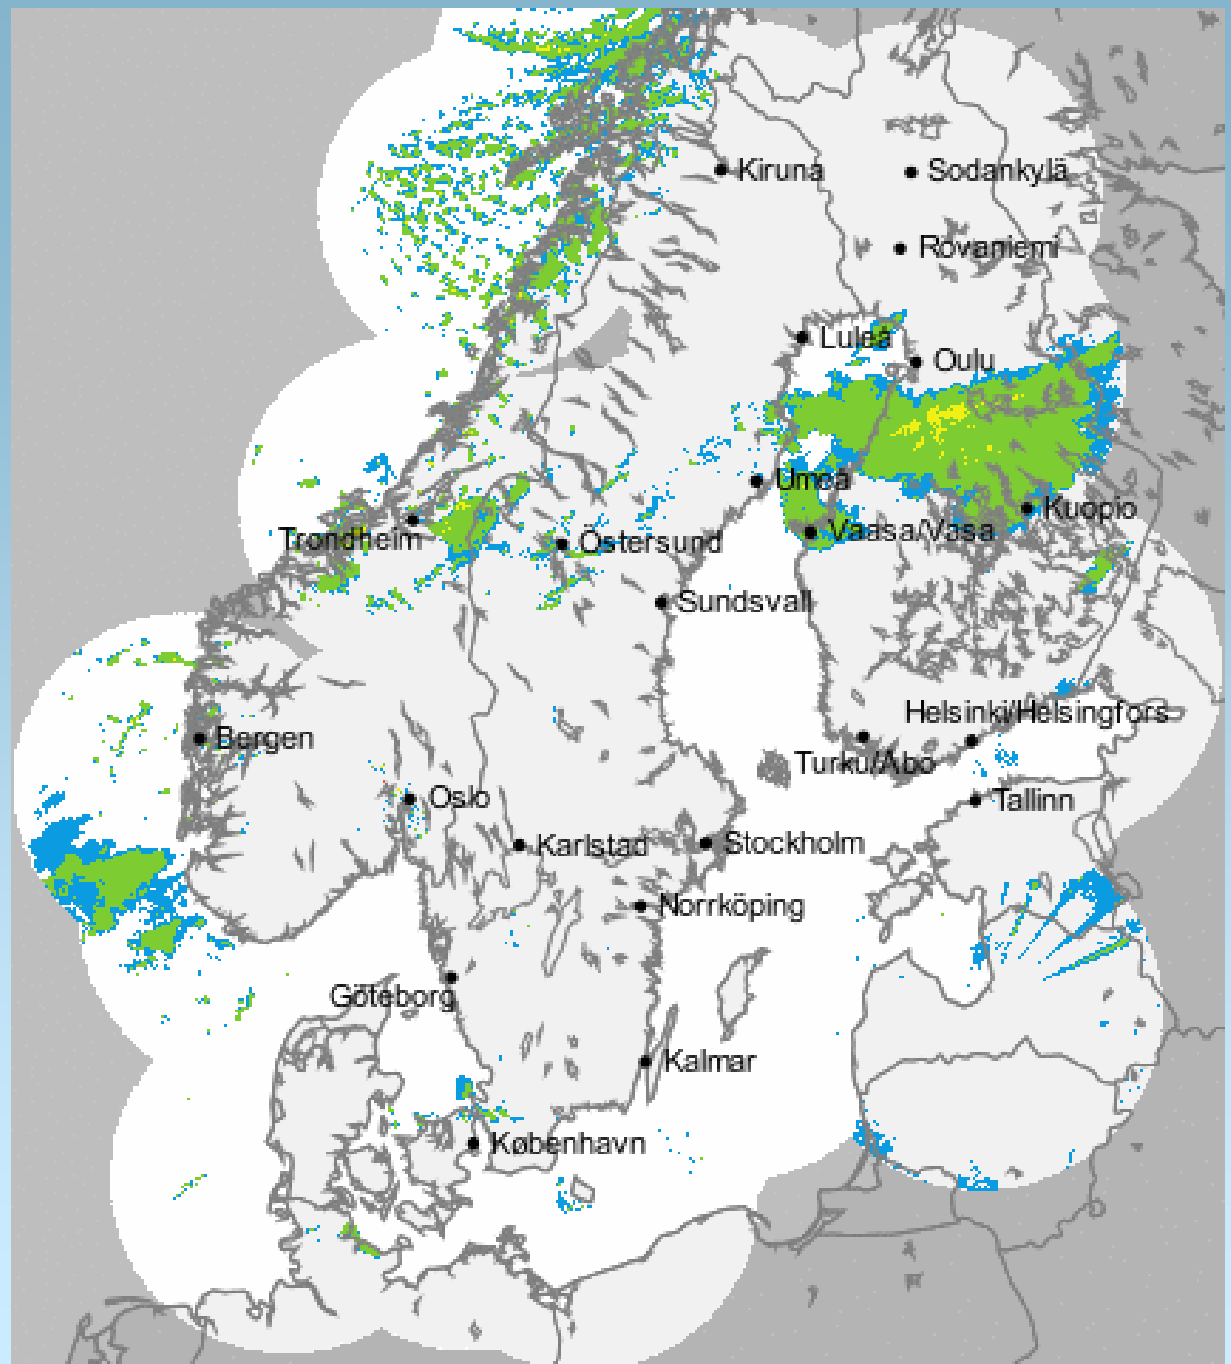 Kiruna
Sodankylä
Rovaniemi
Luleå
Oulu
Umeå
Kuopio
Trondheim
Östersund
Vaasa/Vasa
Sundsvall
Helsinki/Helsingfors
Bergen
Turku/Åbo
Oslo
Tallinn
Karlstad
Stockholm
Norrköping
Göteborg
Kalmar
København